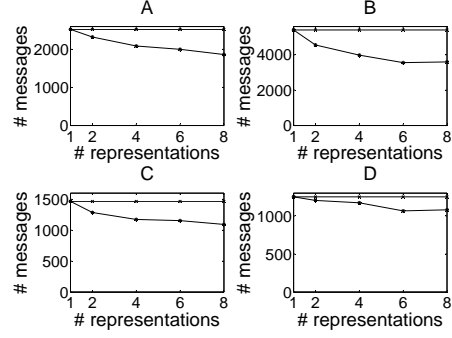 A
B
# messages
2000
1000
0
1 2 4 6 8
# representations
# messages
4000
2000
0
1 2 4 6 8
# representations
C
D
# messages
1500
1000
500
0
1 2 4 6 8
# representations
# messages
1000
500
0
1 2 4 6 8
# representations